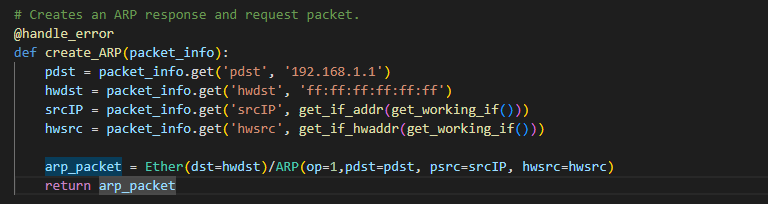 # Creates an ARP response and request packet.
@handle_error
def create_ARP(packet_info):
    pdst = packet_info.get('pdst', '192.168.1.1')
    hwdst = packet_info.get('hwdst', 'ff:ff:ff:ff:ff:ff')
    srcIP = packet_info.get('srcIP', get_if_addr(get_working_if()))
    hwsrc = packet_info.get('hwsrc', get_if_hwaddr(get_working_if()))
    arp_packet = Ether(dst=hwdst)/ARP(op=1,pdst=pdst, psrc=srcIP, hwsrc=hwsrc)
    return arp_packet